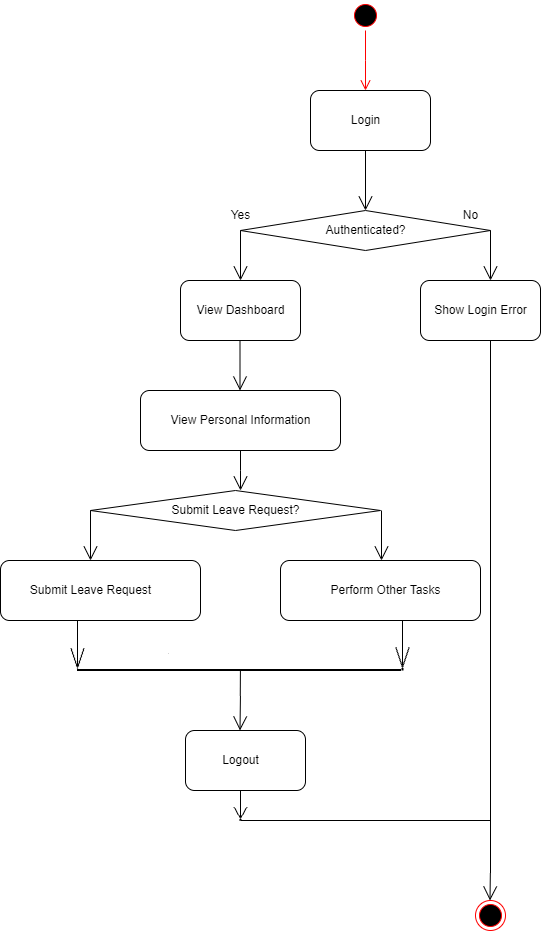 Login
Yes
No
Authenticated?
View Dashboard
Show Login Error
View Personal Information
Submit Leave Request?
Submit Leave Request
Perform Other Tasks
Logout